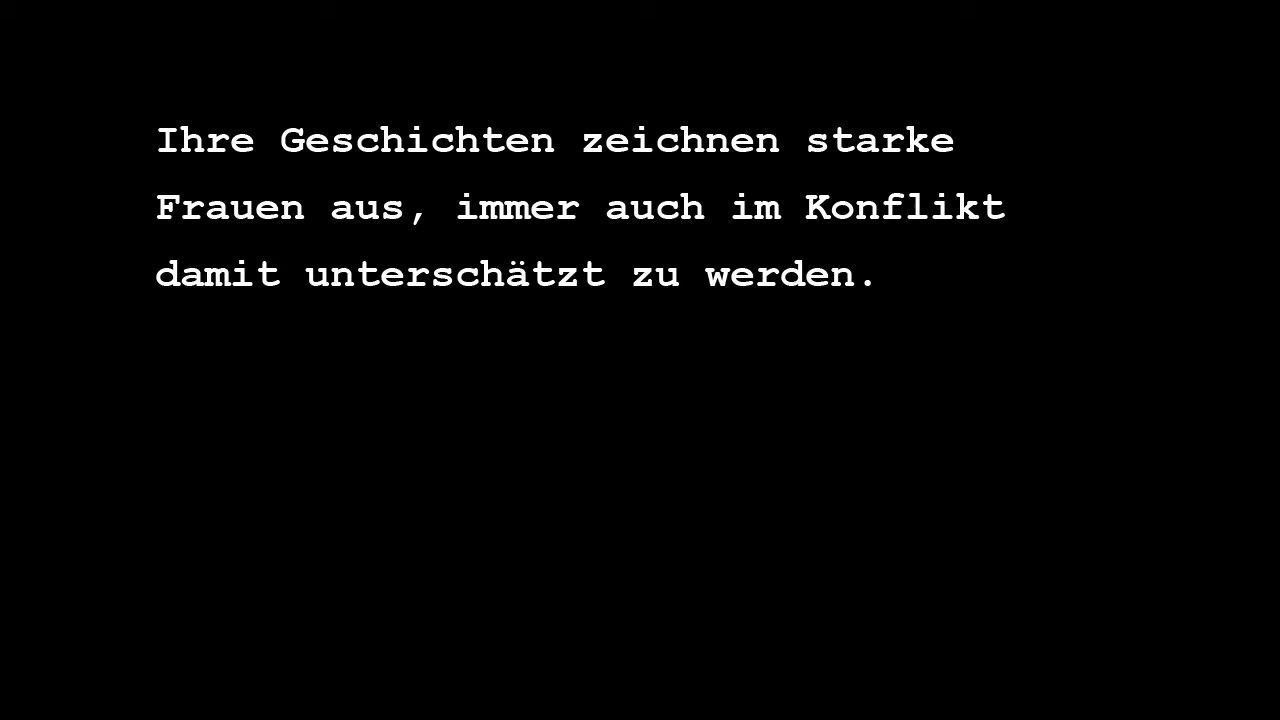 Ihre Geschichten zeichnen starke
Frauen aus, immer auch im Konflikt
damit unterschätzt zu werden.